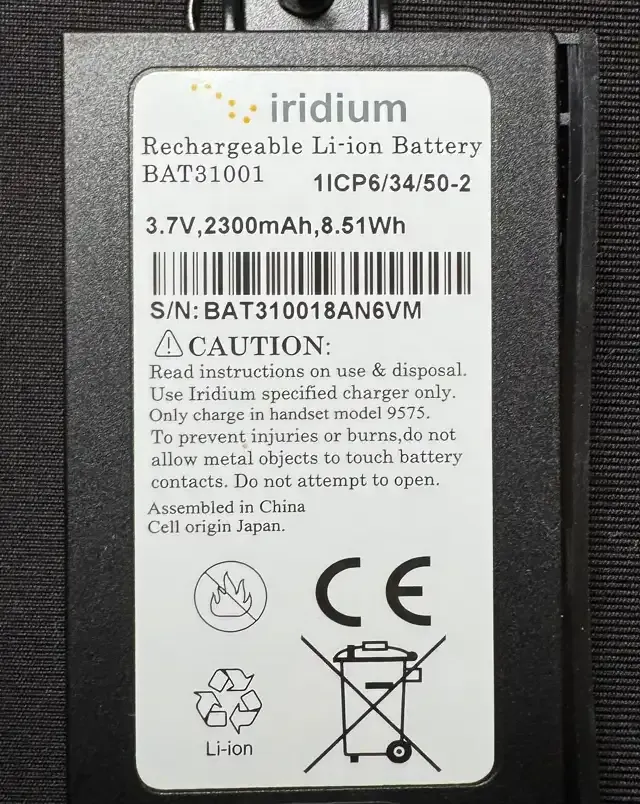 iridium
Rechargeable Li-ion Battery
BAT31001 1ICP6/34/50-2
3.7V,2300mAh,8.51Wh
S/N: BAT310018AN6VM
CAUTION:
Read instructions on use & disposal.
Use Iridium specified charger only.
Only charge in handset model 9575.
To prevent injuries or burns,do not
allow metal objects to touch battery
contacts. Do not attempt to open.
Assembled in China
Cell origin Japan.
CE
Li-ion